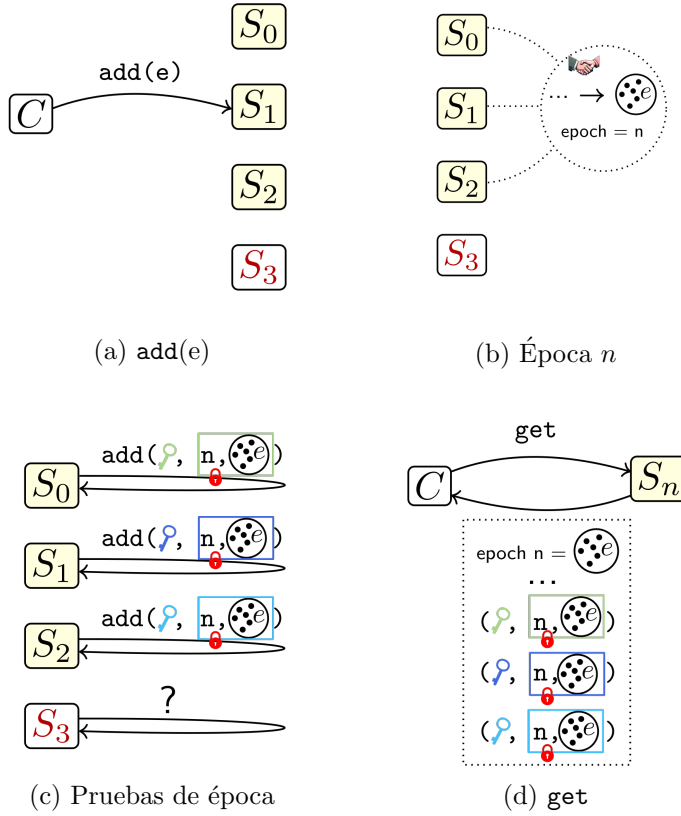 S0
add(e)
C
S1
S2
S3
(a) add(e)
S0
S1
... → e
epoch = n
S2
S3
(b) Época n
add( , n, e )
S0
add( , n, e )
S1
add( , n, e )
S2
?
S3
(c) Pruebas de época
get
C
Sn
epoch n = e
...
( , n, e )
( , n, e )
( , n, e )
(d) get